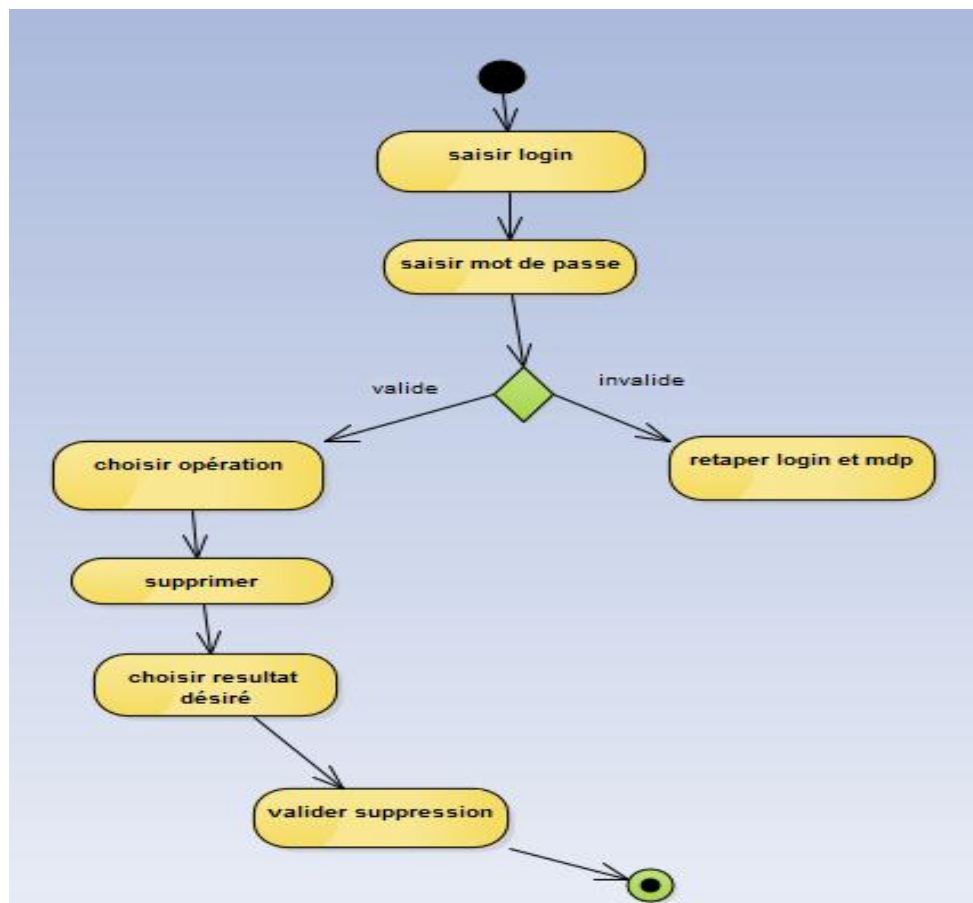 saisir login
saisir mot de passe
valide
invalide
choisir opération
retaper login et mdp
supprimer
choisir resultat
désiré
valider suppression